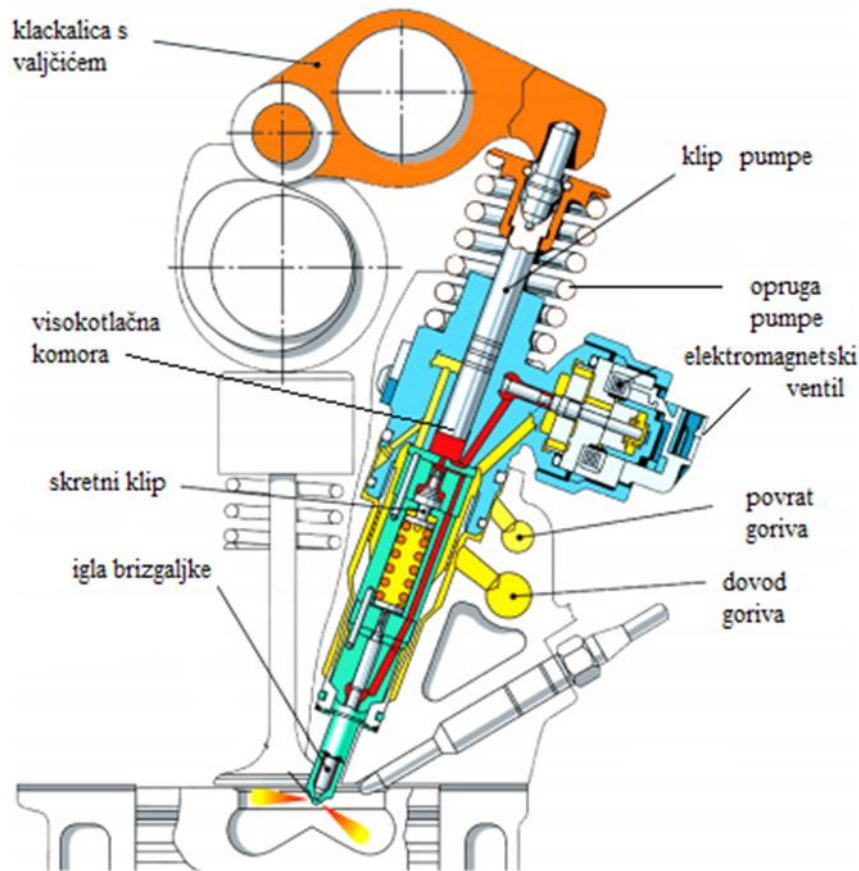 klackalica s
valjčićem
klip pumpe
opruga
pumpe
visokotlačna
komora
elektromagnetski
ventil
skretni klip
povrat
goriva
igla brizgaljke
dovod
goriva